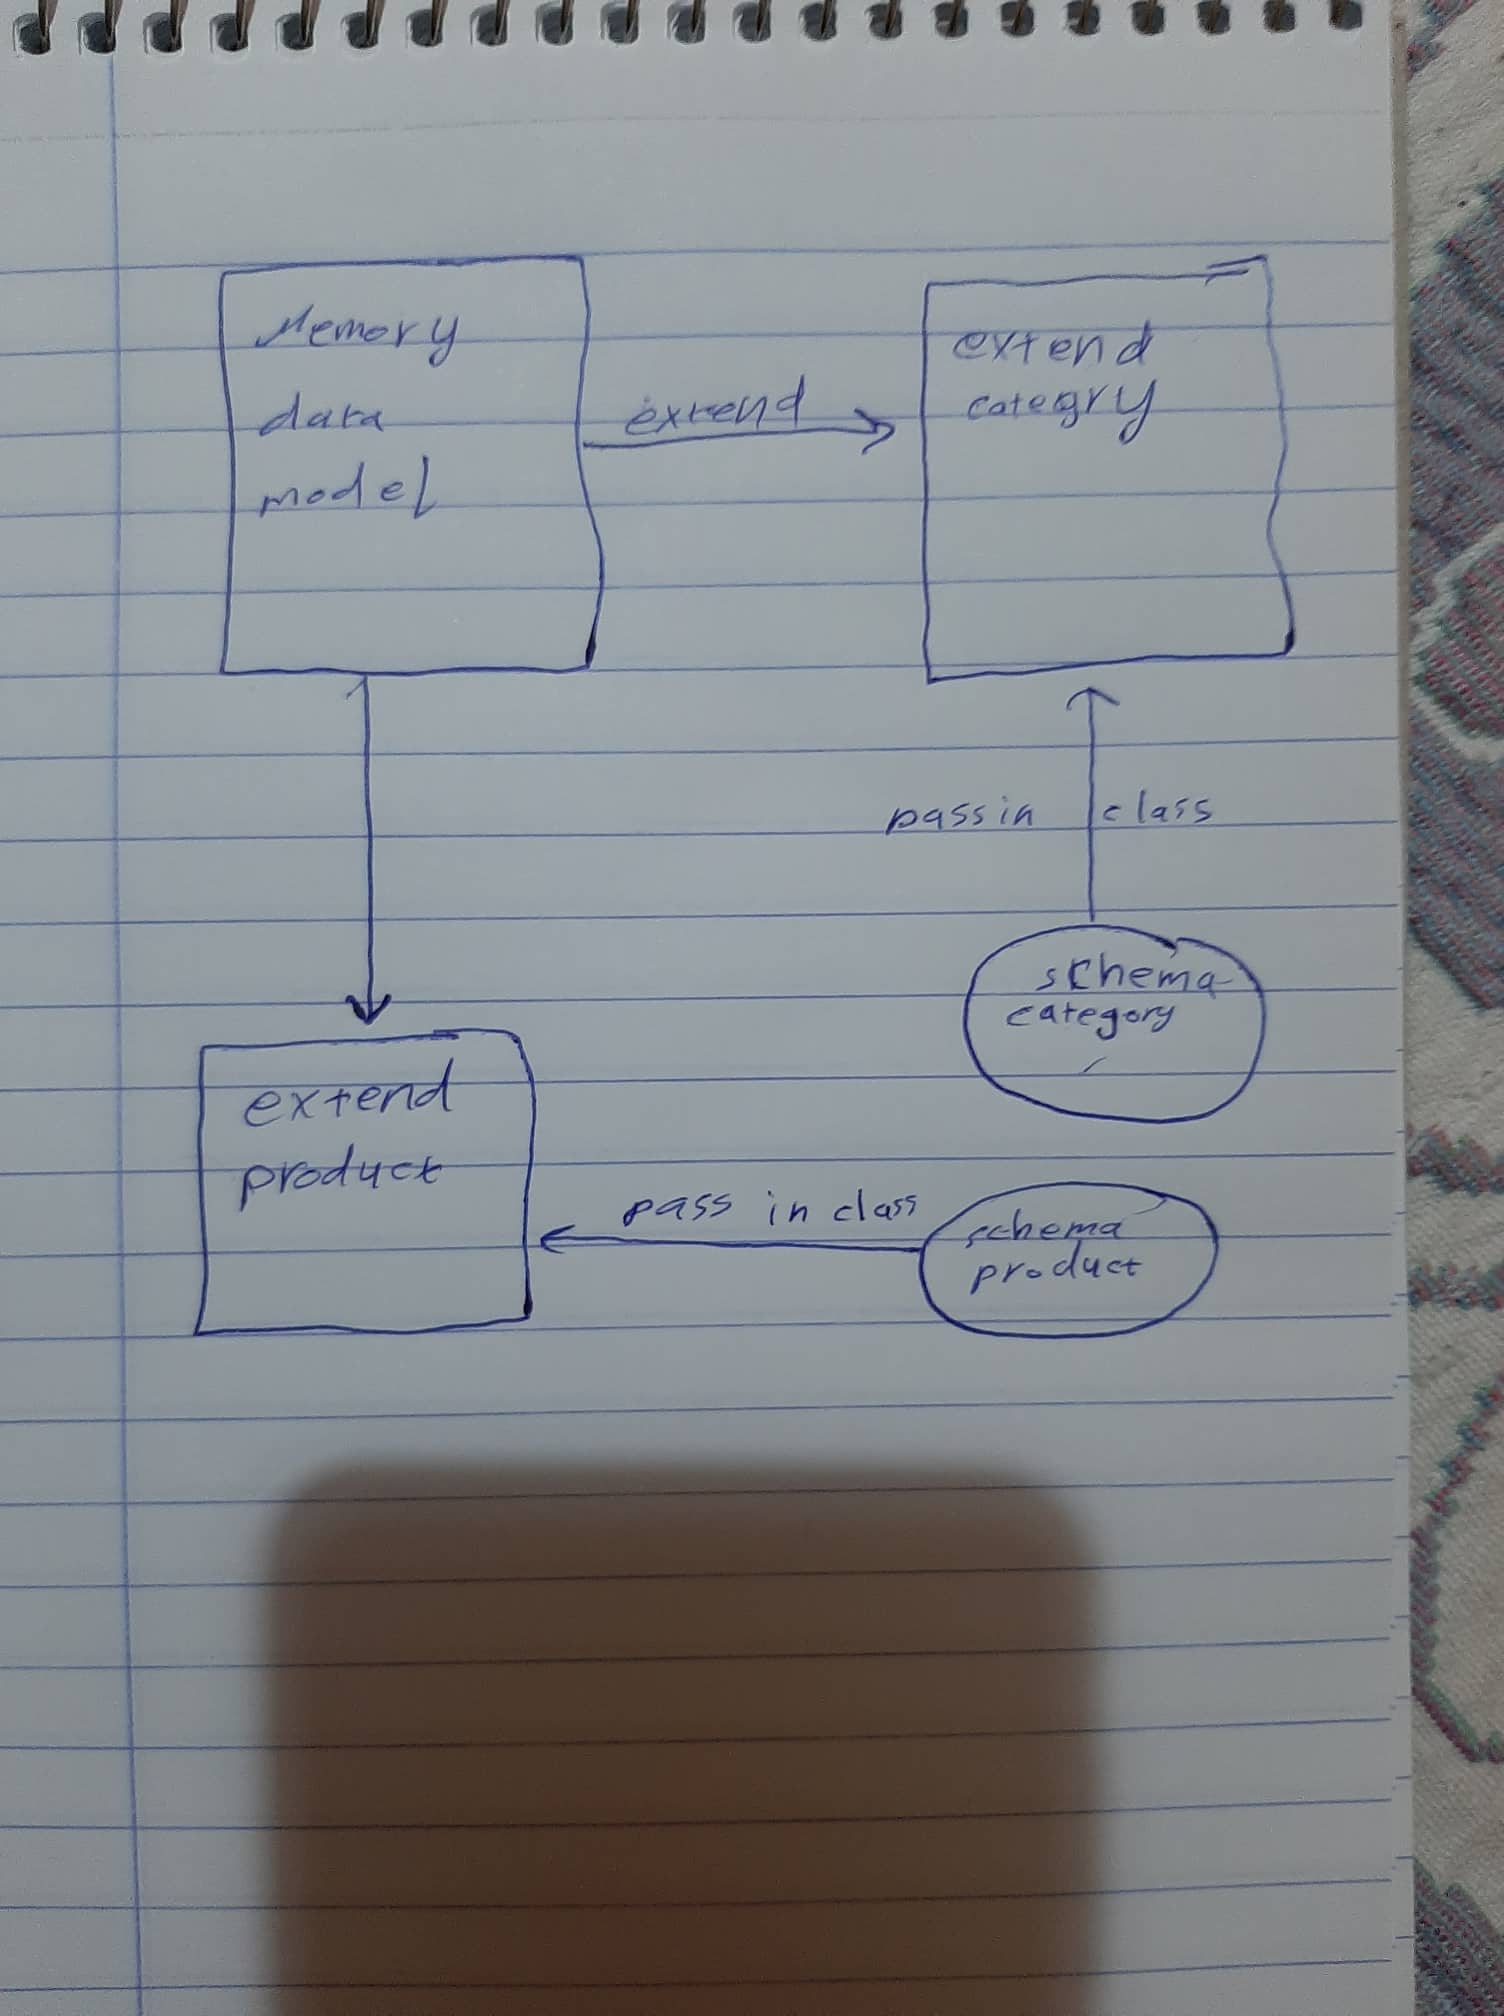 Memory
data
model
extend
extend
categry
pass in class
schema
category
extend
product
pass in class
schema
product